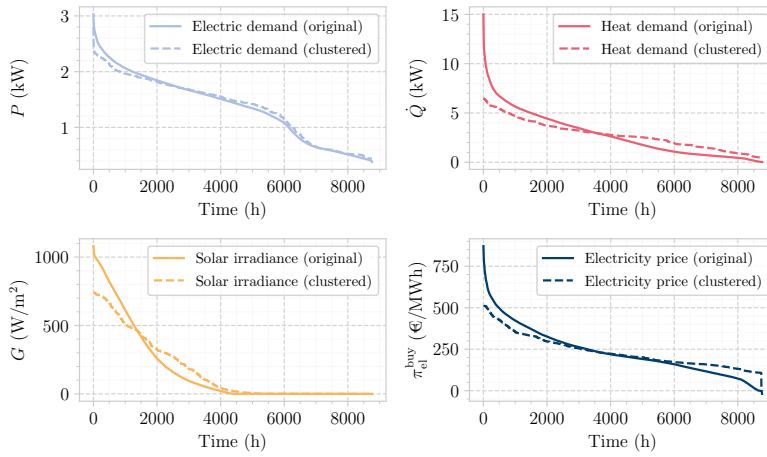 Electric demand (original)
Electric demand (clustered)
P (kW)
3
2
1
0 2000 4000 6000 8000
Time (h)
Heat demand (original)
Heat demand (clustered)
Q̇ (kW)
15
10
5
0
0 2000 4000 6000 8000
Time (h)
Solar irradiance (original)
Solar irradiance (clustered)
G (W/m²)
1000
500
0
0 2000 4000 6000 8000
Time (h)
Electricity price (original)
Electricity price (clustered)
π_el^buy (€/MWh)
750
500
250
0
0 2000 4000 6000 8000
Time (h)